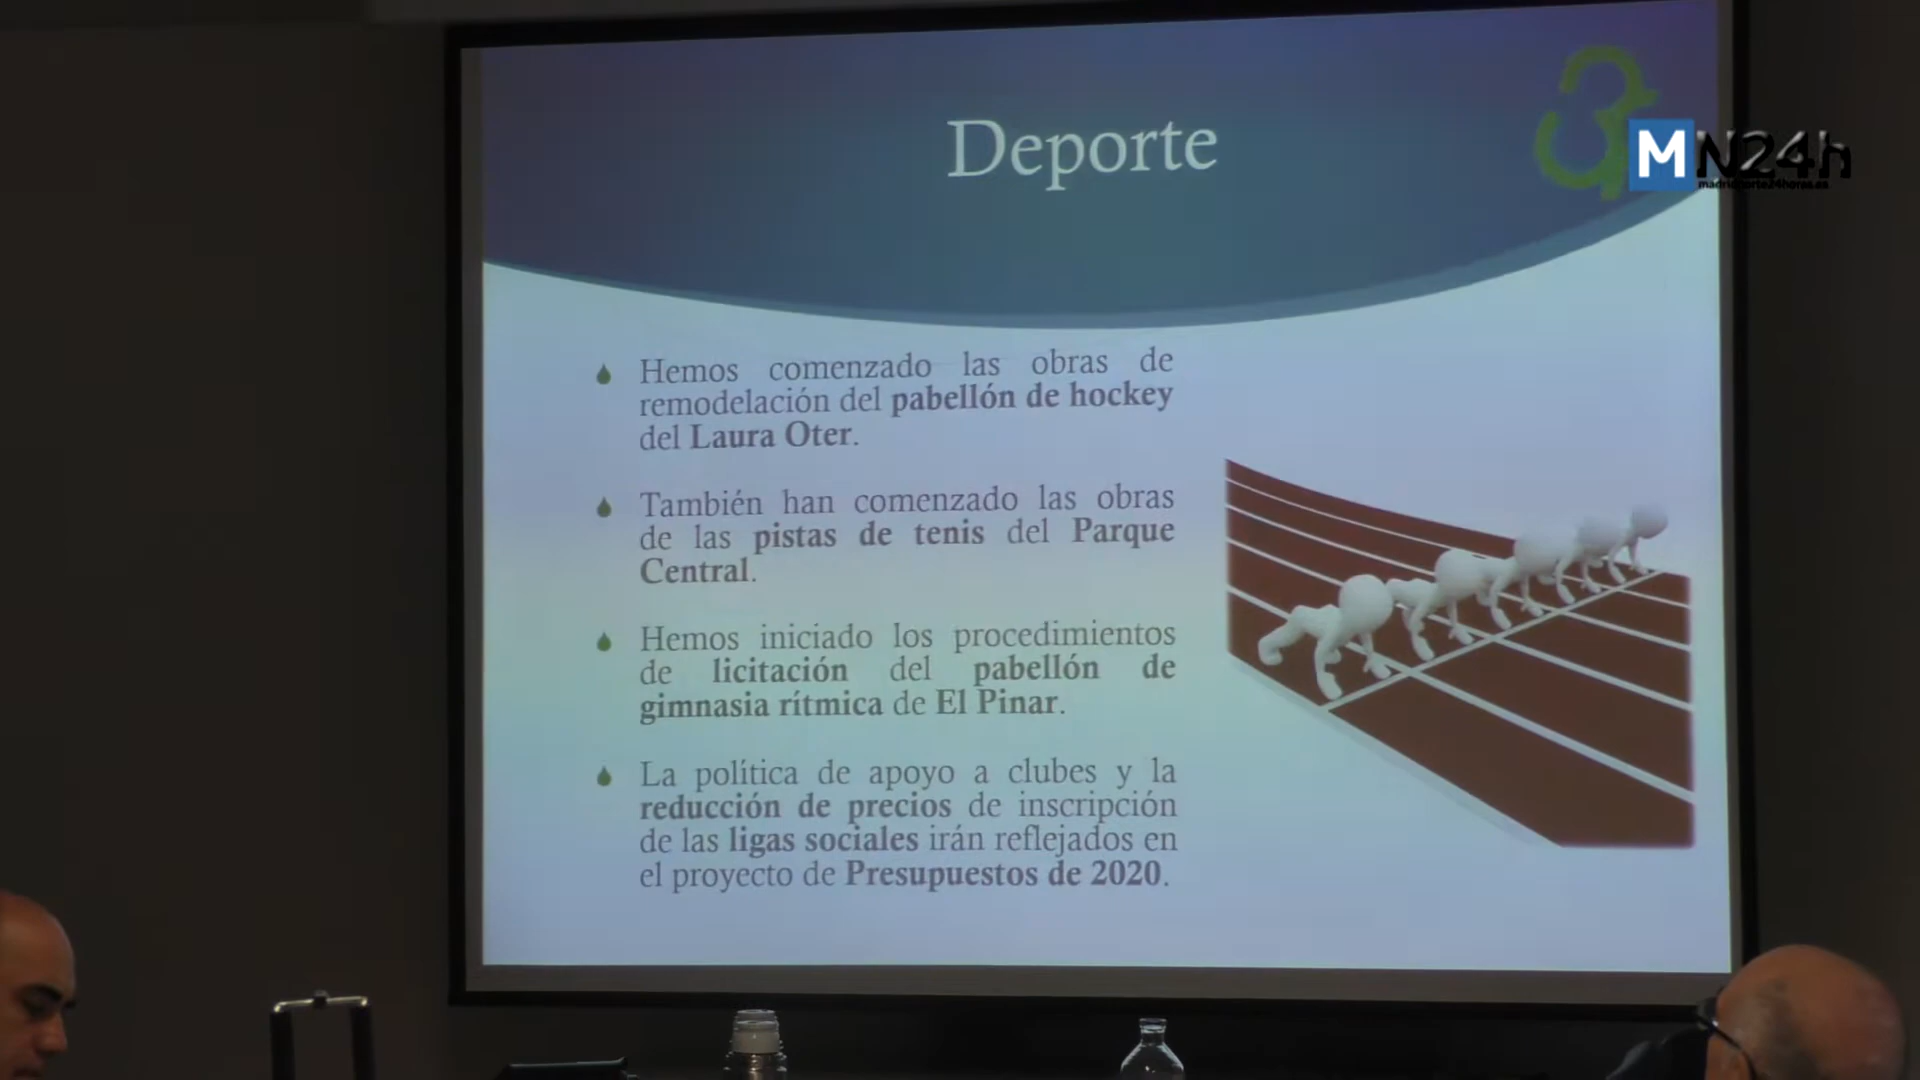 Deporte
MN24h
madridnorte24horas.es
Hemos comenzado las obras de
remodelación del pabellón de hockey
del Laura Oter.
También han comenzado las obras
de las pistas de tenis del Parque
Central.
Hemos iniciado los procedimientos
de licitación del pabellón de
gimnasia rítmica de El Pinar.
La política de apoyo a clubes y la
reducción de precios de inscripción
de las ligas sociales irán reflejados en
el proyecto de Presupuestos de 2020.